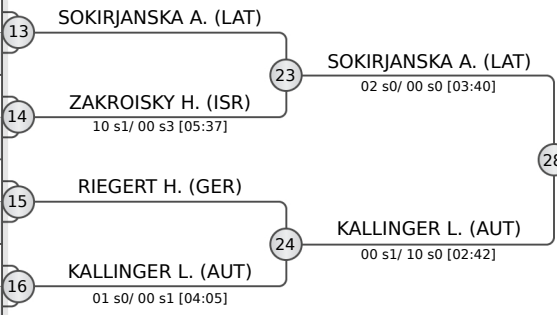 SOKIRJANSKA A. (LAT)
13
23
SOKIRJANSKA A. (LAT)
02 s0/ 00 s0 [03:40]
ZAKROISKY H. (ISR)
14
10 s1/ 00 s3 [05:37]
28
RIEGERT H. (GER)
15
24
KALLINGER L. (AUT)
00 s1/ 10 s0 [02:42]
KALLINGER L. (AUT)
16
01 s0/ 00 s1 [04:05]